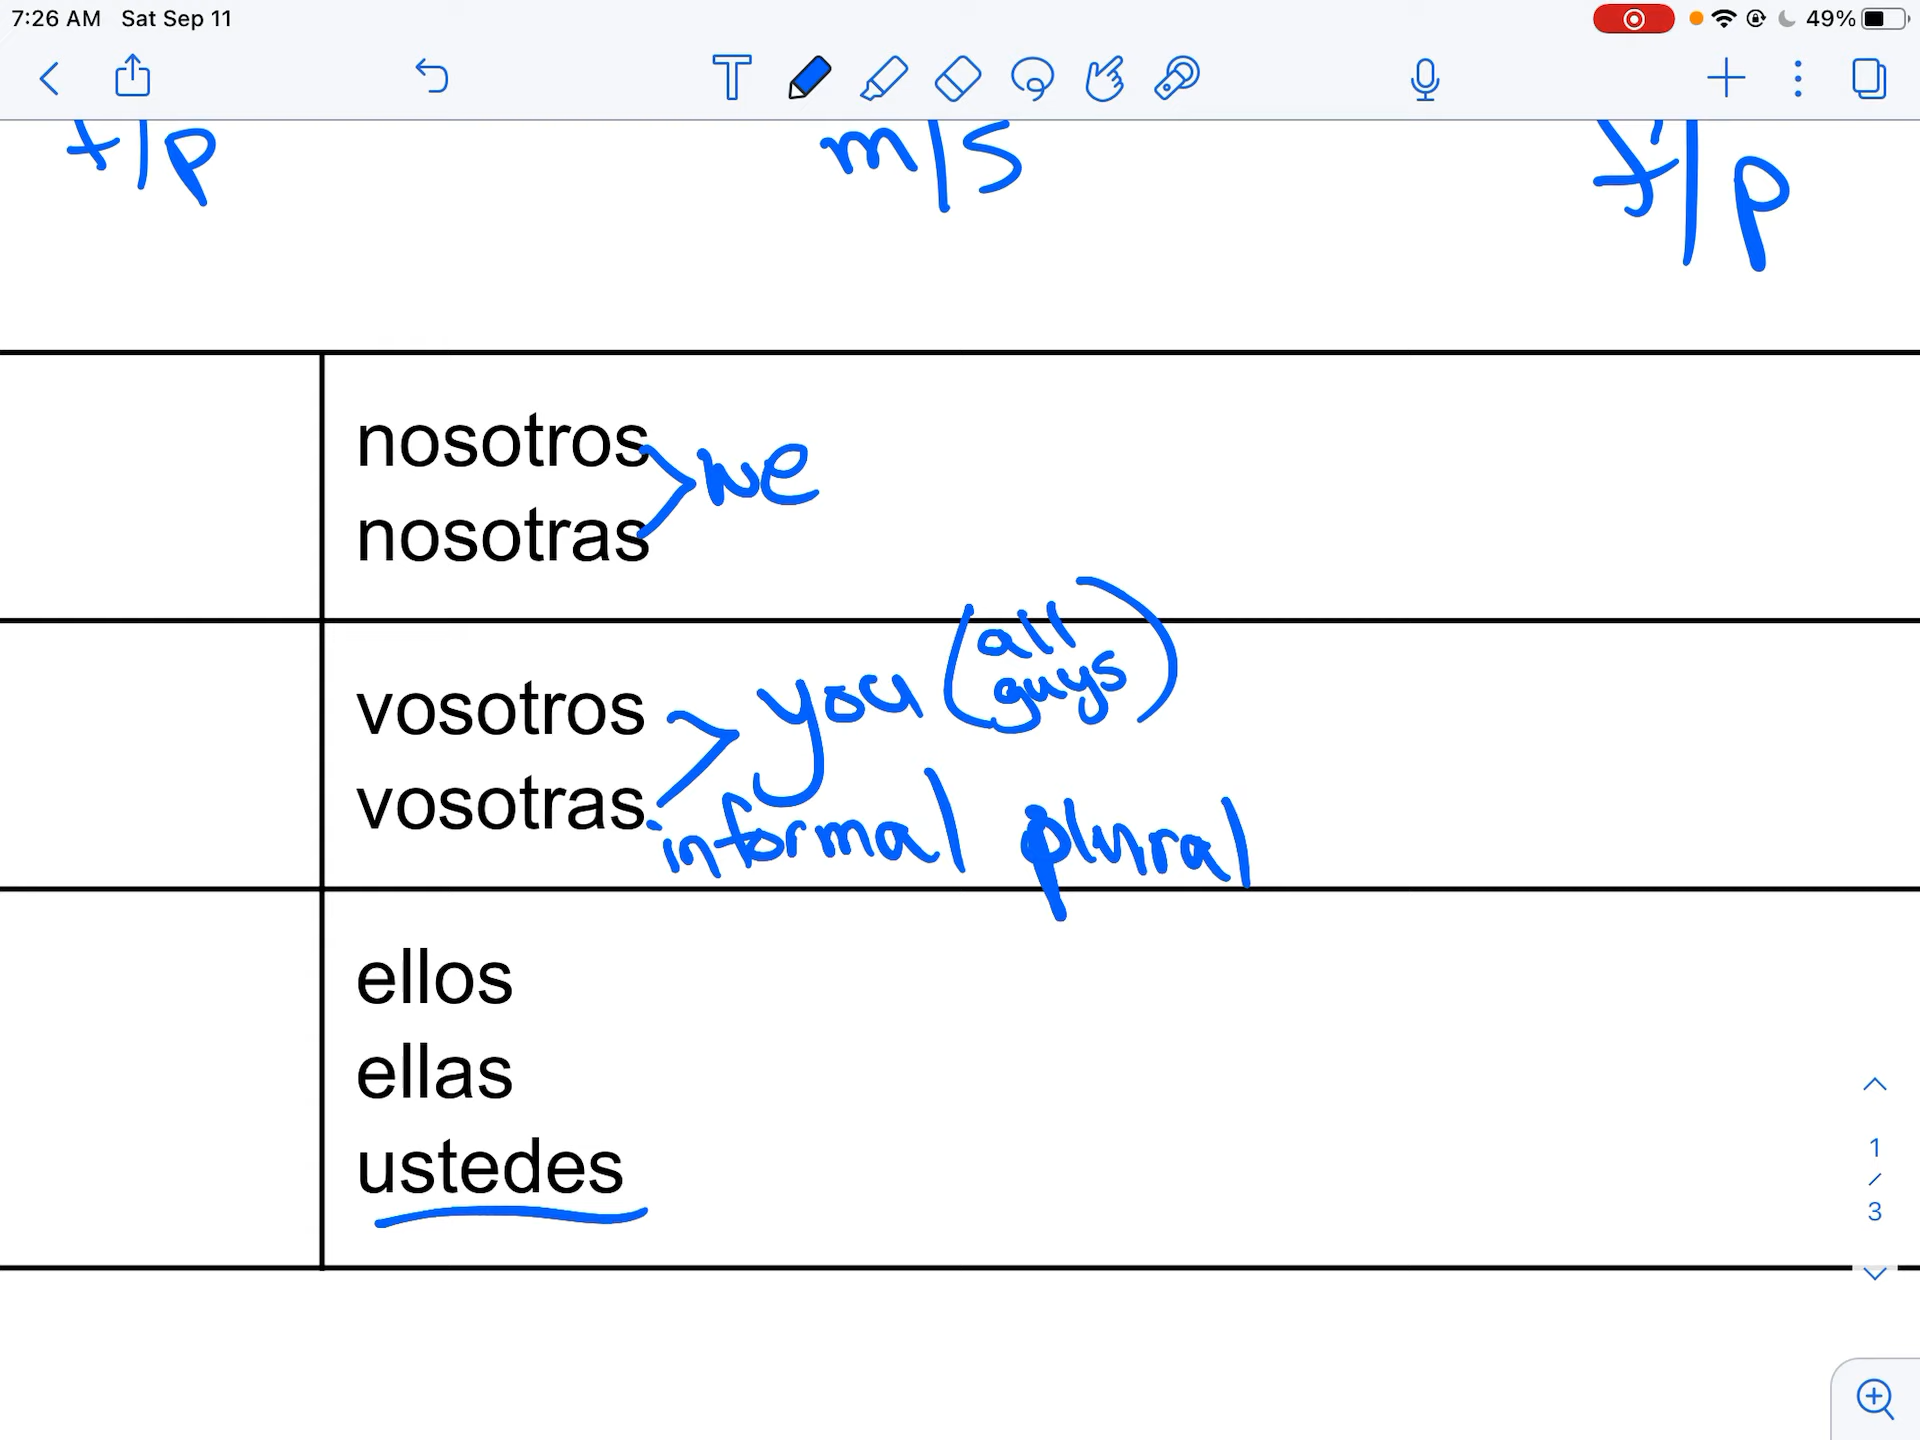 7:26 AM Sat Sep 11
49%
T
f/p m/s f/p
nosotros
we
nosotras
vosotros
you (all guys)
vosotras
informal plural
ellos
ellas
ustedes
1
/
3